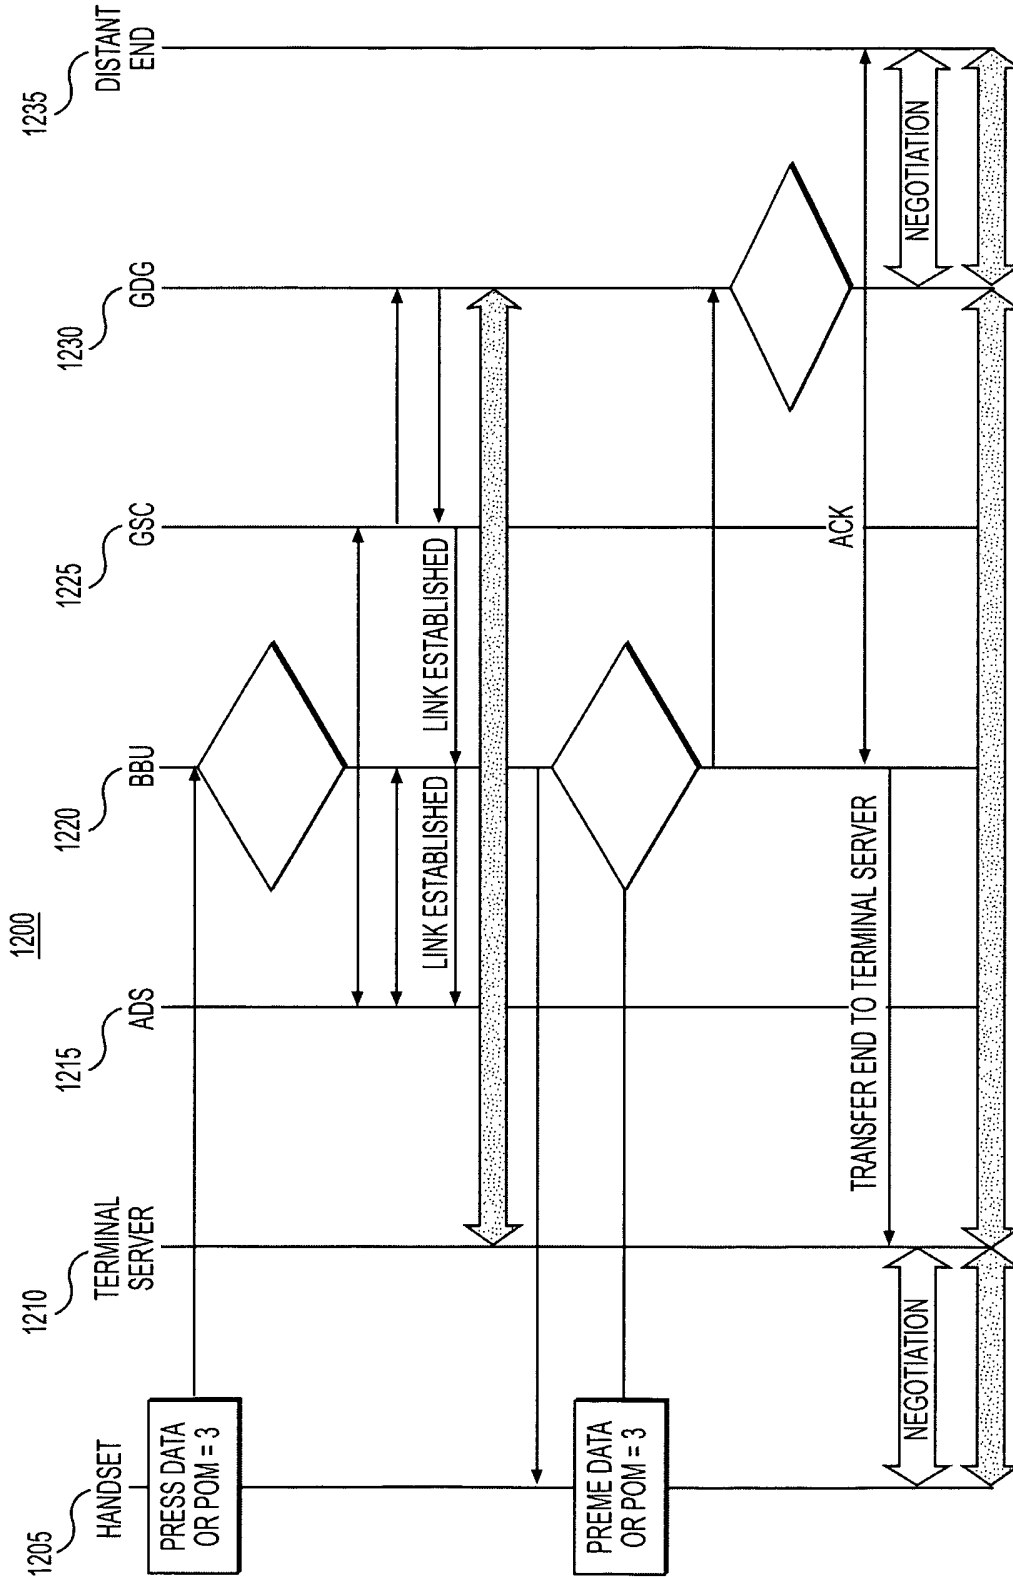 1200
1205
HANDSET
1210
TERMINAL
SERVER
1215
ADS
1220
BBU
1225
GSC
1230
GDG
1235
DISTANT
END
PRESS DATA
OR POM = 3
LINK ESTABLISHED
LINK ESTABLISHED
PREME DATA
OR POM = 3
ACK
TRANSFER END TO TERMINAL SERVER
NEGOTIATION
NEGOTIATION